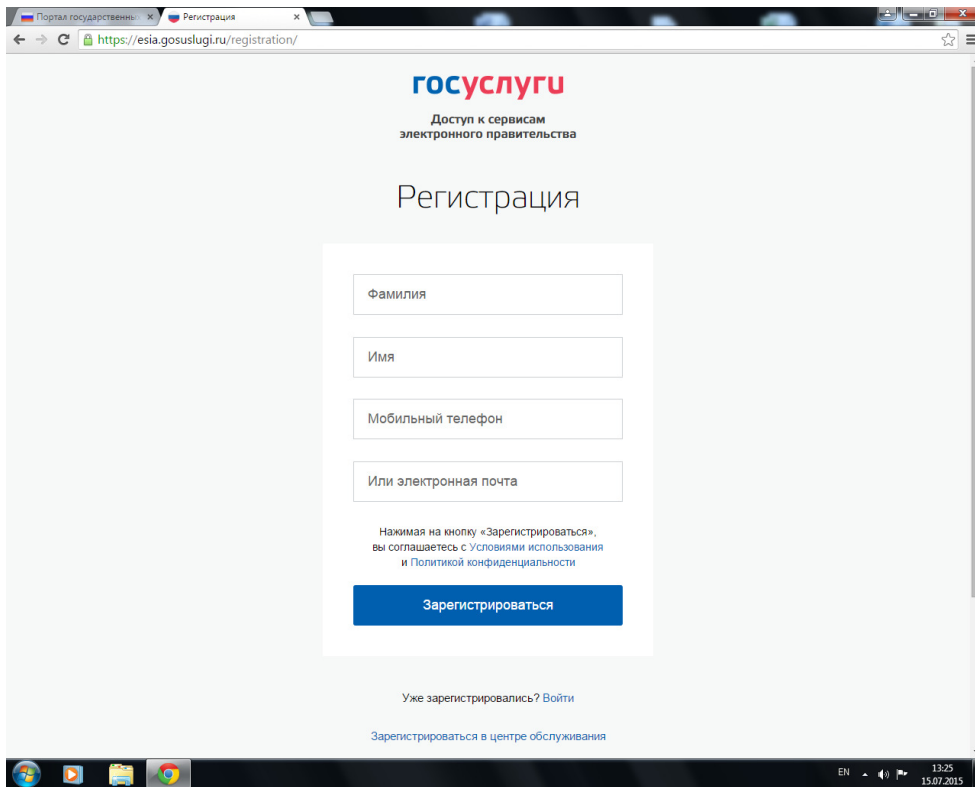 Портал государственны
Регистрация
https://esia.gosuslugi.ru/registration/
госуслуги
Доступ к сервисам
электронного правительства
Регистрация
Фамилия
Имя
Мобильный телефон
Или электронная почта
Нажимая на кнопку «Зарегистрироваться»,
вы соглашаетесь с Условиями использования
и Политикой конфиденциальности
Зарегистрироваться
Уже зарегистрировались? Войти
Зарегистрироваться в центре обслуживания
EN
13:25
15.07.2015